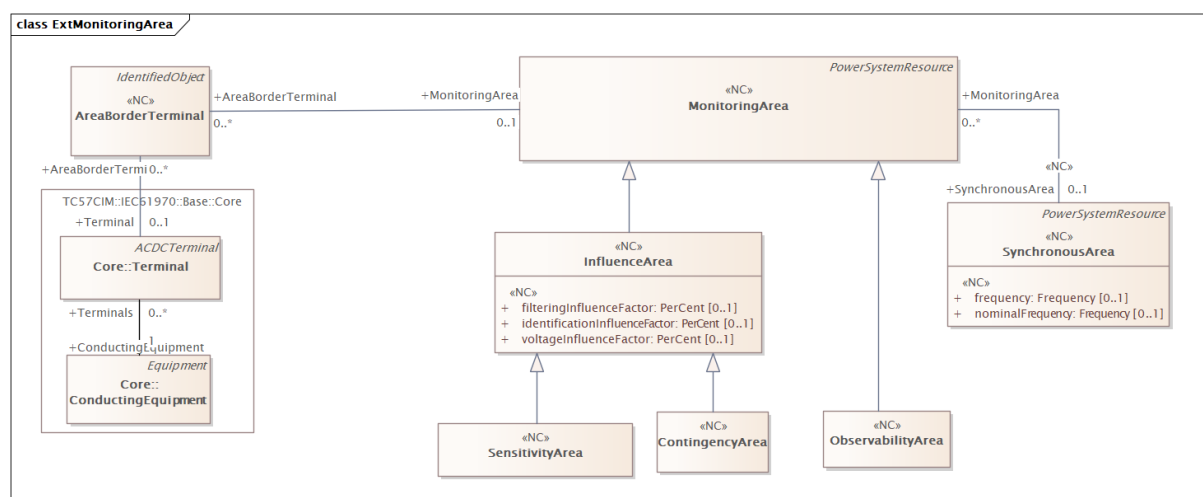 class ExtMonitoringArea
IdentifiedObject
«NC»
AreaBorderTerminal
+AreaBorderTerminal
0..*
+MonitoringArea
0..1
PowerSystemResource
«NC»
MonitoringArea
+MonitoringArea
0..*
«NC»
+SynchronousArea
0..1
PowerSystemResource
«NC»
SynchronousArea
«NC»
+ frequency: Frequency [0..1]
+ nominalFrequency: Frequency [0..1]
+AreaBorderTermi
0..*
TC57CIM::IEC61970::Base::Core
+Terminal
0..1
ACDCTerminal
Core::Terminal
+Terminals
0..*
1
+ConductingEquipment
Equipment
Core::
ConductingEquipment
«NC»
InfluenceArea
«NC»
+ filteringInfluenceFactor: PerCent [0..1]
+ identificationInfluenceFactor: PerCent [0..1]
+ voltageInfluenceFactor: PerCent [0..1]
«NC»
SensitivityArea
«NC»
ContingencyArea
«NC»
ObservabilityArea